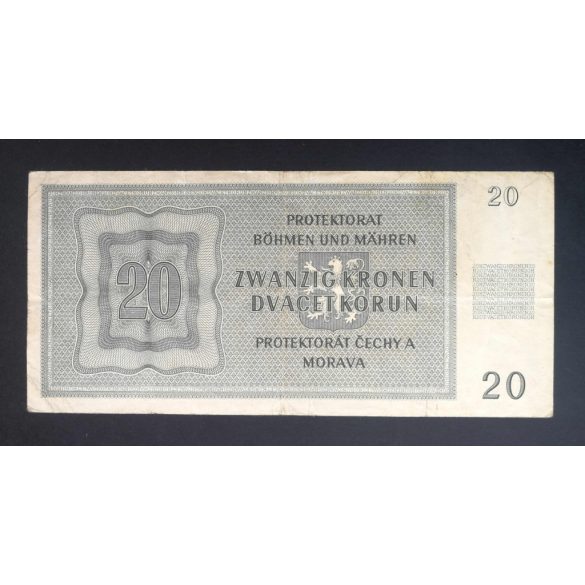 20
PROTEKTORAT
BÖHMEN UND MÄHREN
ZWANZIG KRONEN
DVACET KORUN
PROTEKTORÁT ČECHY A
MORAVA
20
20